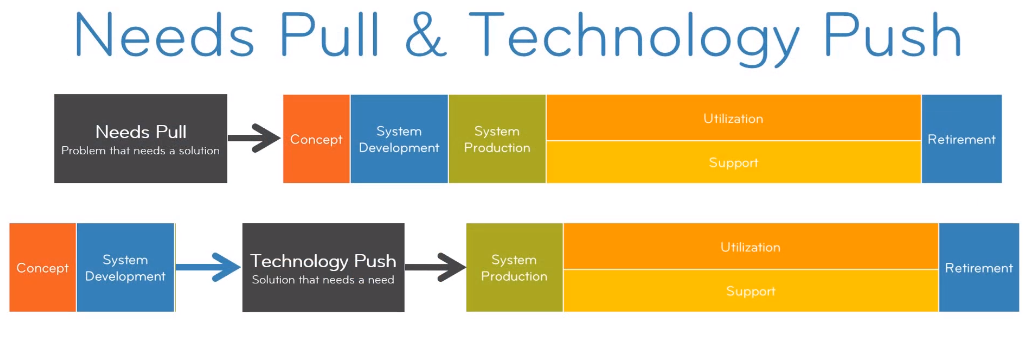 Needs Pull & Technology Push
Needs Pull
Problem that needs a solution
Concept
System
Development
System
Production
Utilization
Support
Retirement
Concept
System
Development
Technology Push
Solution that needs a need
System
Production
Utilization
Support
Retirement